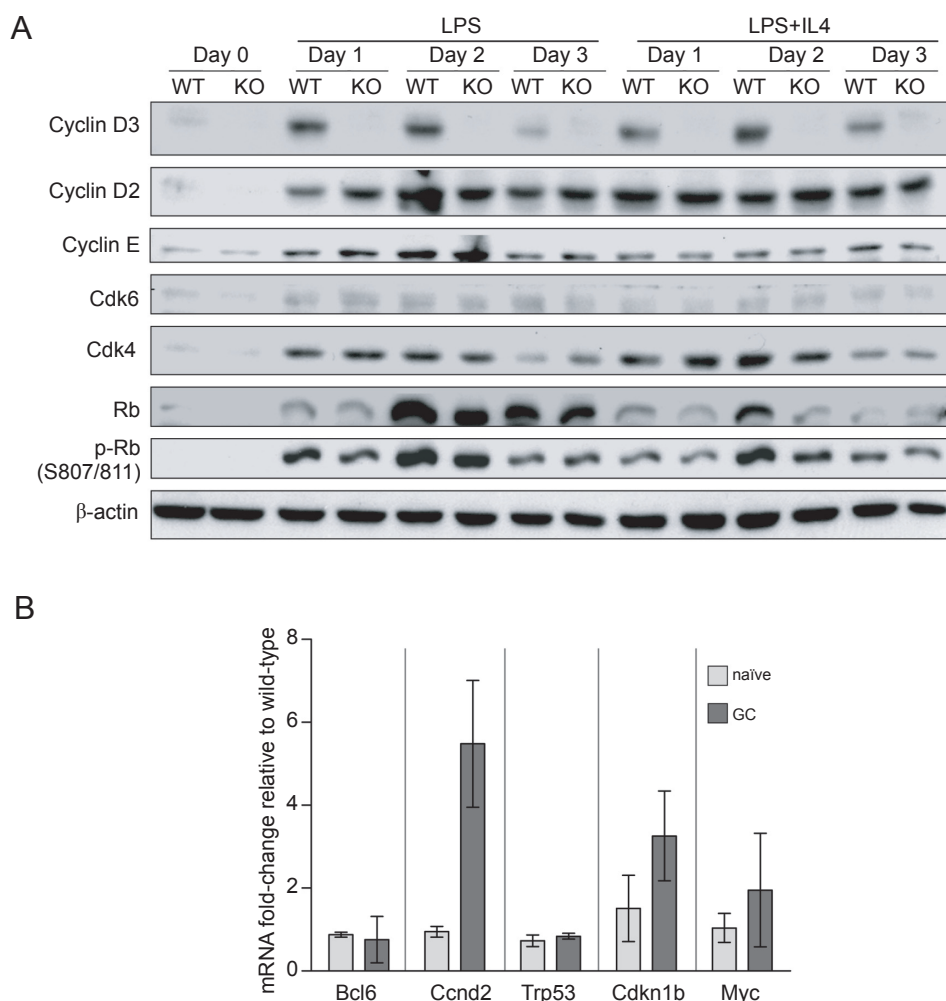 A
LPS LPS+IL4
Day 0 Day 1 Day 2 Day 3 Day 1 Day 2 Day 3
WT KO WT KO WT KO WT KO WT KO WT KO WT KO
Cyclin D3
Cyclin D2
Cyclin E
Cdk6
Cdk4
Rb
p-Rb
(S807/811)
β-actin
B
mRNA fold-change relative to wild-type
8
6
4
2
0
naïve
GC
Bcl6 Ccnd2 Trp53 Cdkn1b Myc